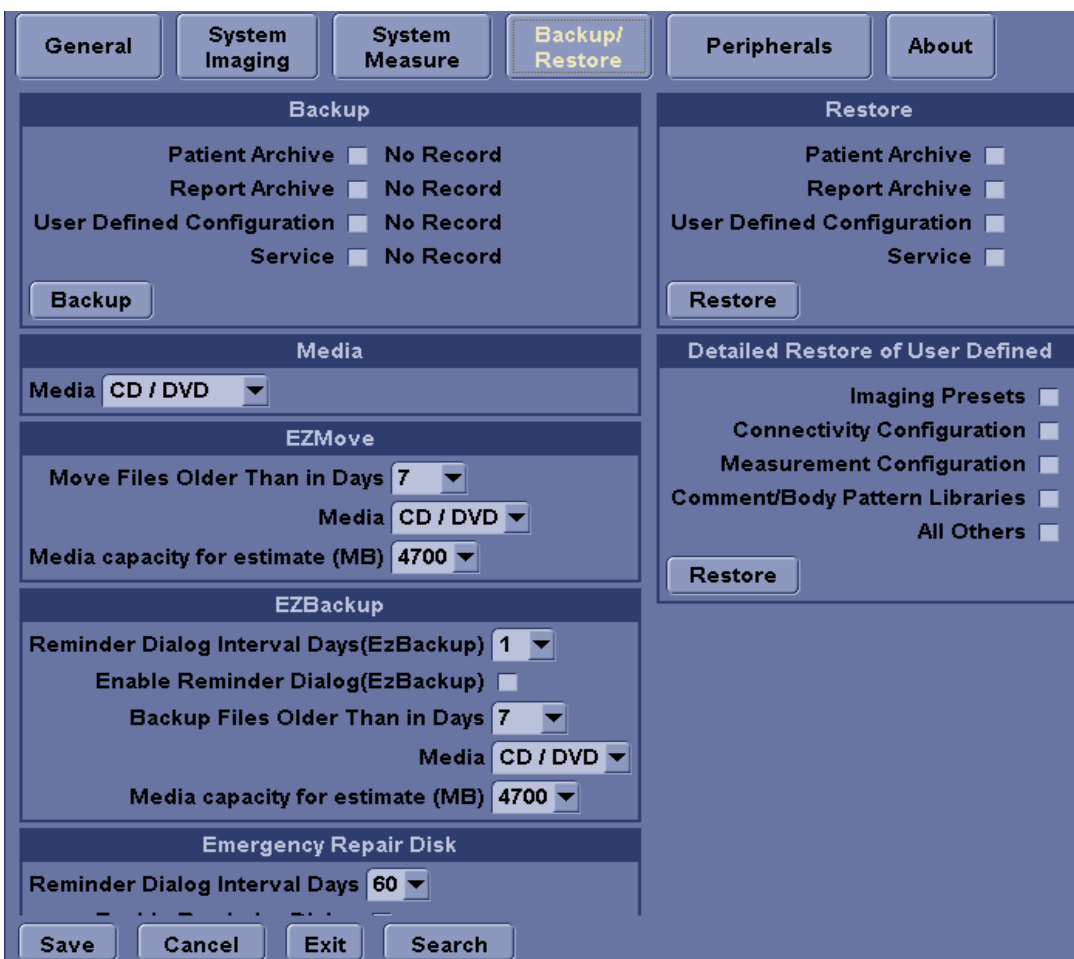 General
System
Imaging
System
Measure
Backup/
Restore
Peripherals
About
Backup
Patient Archive No Record
Report Archive No Record
User Defined Configuration No Record
Service No Record
Backup
Media
Media CD / DVD
EZMove
Move Files Older Than in Days 7
Media CD / DVD
Media capacity for estimate (MB) 4700
EZBackup
Reminder Dialog Interval Days(EzBackup) 1
Enable Reminder Dialog(EzBackup)
Backup Files Older Than in Days 7
Media CD / DVD
Media capacity for estimate (MB) 4700
Emergency Repair Disk
Reminder Dialog Interval Days 60
Restore
Patient Archive
Report Archive
User Defined Configuration
Service
Restore
Detailed Restore of User Defined
Imaging Presets
Connectivity Configuration
Measurement Configuration
Comment/Body Pattern Libraries
All Others
Restore
Save
Cancel
Exit
Search